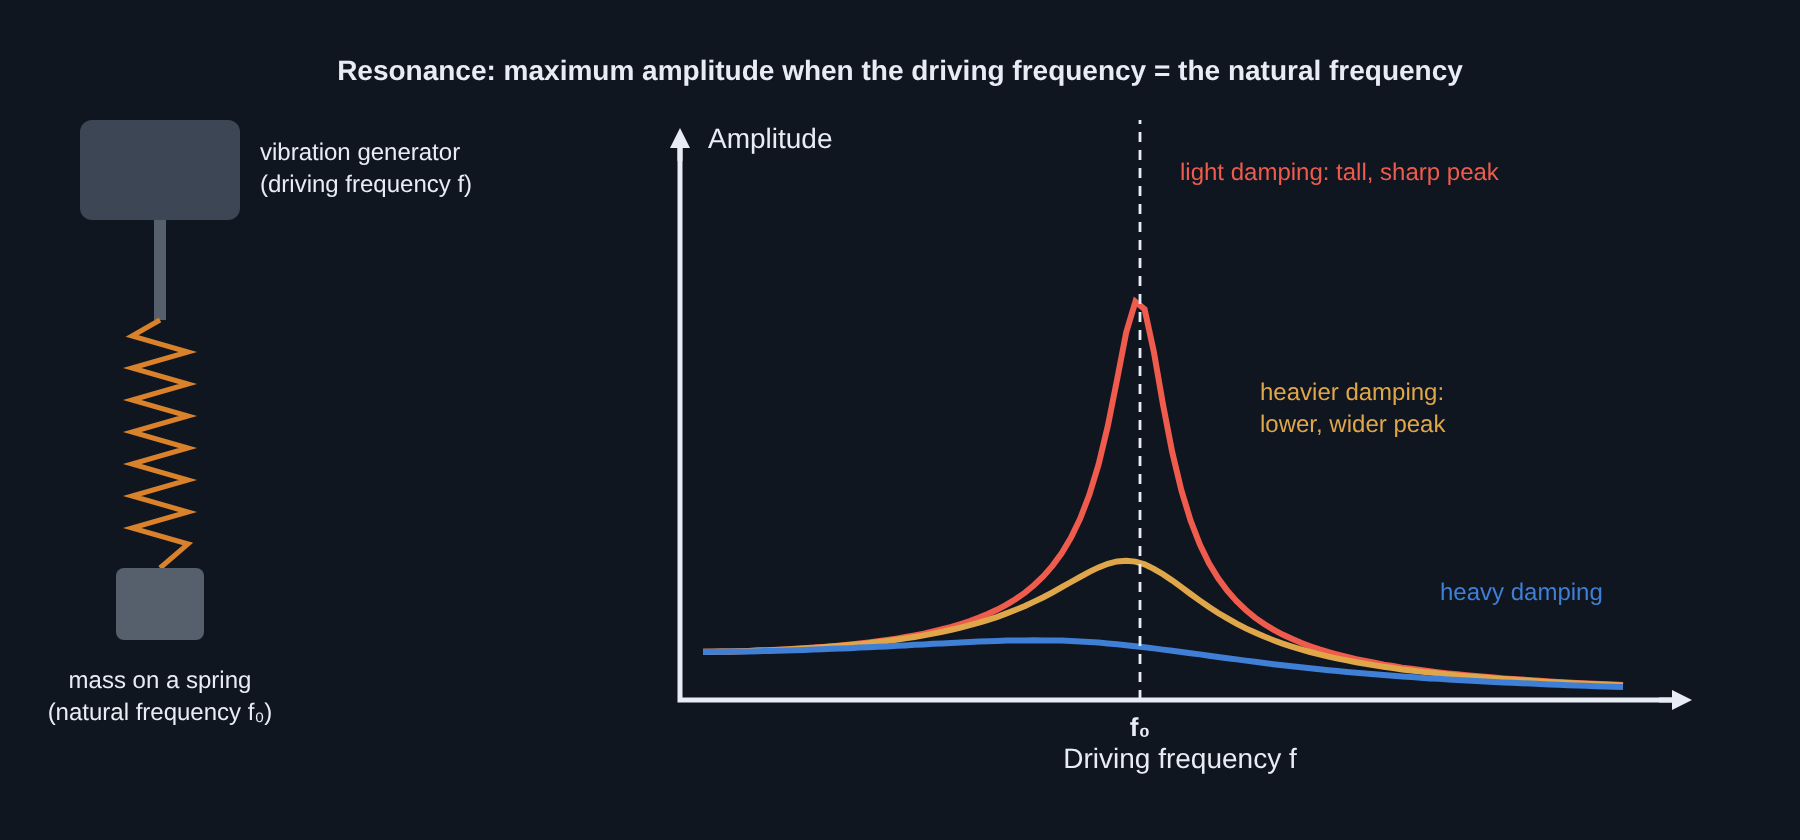 Resonance: maximum amplitude when the driving frequency = the natural frequency
vibration generator
(driving frequency f)
mass on a spring
(natural frequency f₀)
Amplitude
light damping: tall, sharp peak
heavier damping:
lower, wider peak
heavy damping
f₀
Driving frequency f